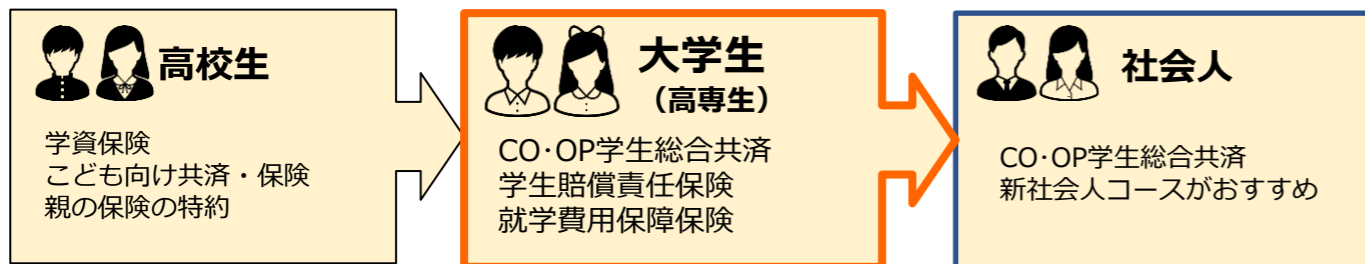 高校生
学資保険
こども向け共済・保険
親の保険の特約
大学生
（高専生）
CO･OP学生総合共済
学生賠償責任保険
就学費用保障保険
社会人
CO･OP学生総合共済
新社会人コースがおすすめ